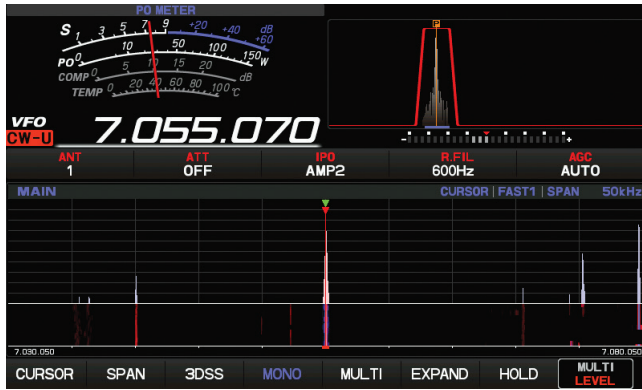 PO METER
S 1 3 5 7 9 +20 +40 +60 dB
PO 0 10 50 100 150 W
COMP 0 5 10 15 20 dB
TEMP 0 20 40 60 80 100 °C
VFO
CW-U 7.055.070
ANT ATT IPO R.FIL AGC
1 OFF AMP2 600Hz AUTO
MAIN CURSOR | FAST1 | SPAN 50kHz
7.030.050 7.080.050
CURSOR SPAN 3DSS MONO MULTI EXPAND HOLD MULTI
LEVEL